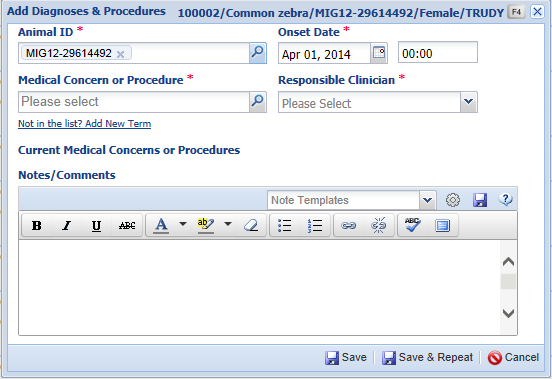 Add Diagnoses & Procedures 100002/Common zebra/MIG12-29614492/Female/TRUDY F4
Animal ID * Onset Date *
MIG12-29614492 Apr 01, 2014 00:00
Medical Concern or Procedure * Responsible Clinician *
Please select Please Select
Not in the list? Add New Term
Current Medical Concerns or Procedures
Notes/Comments
Note Templates
B I U ABC A ab ABC
Save Save & Repeat Cancel